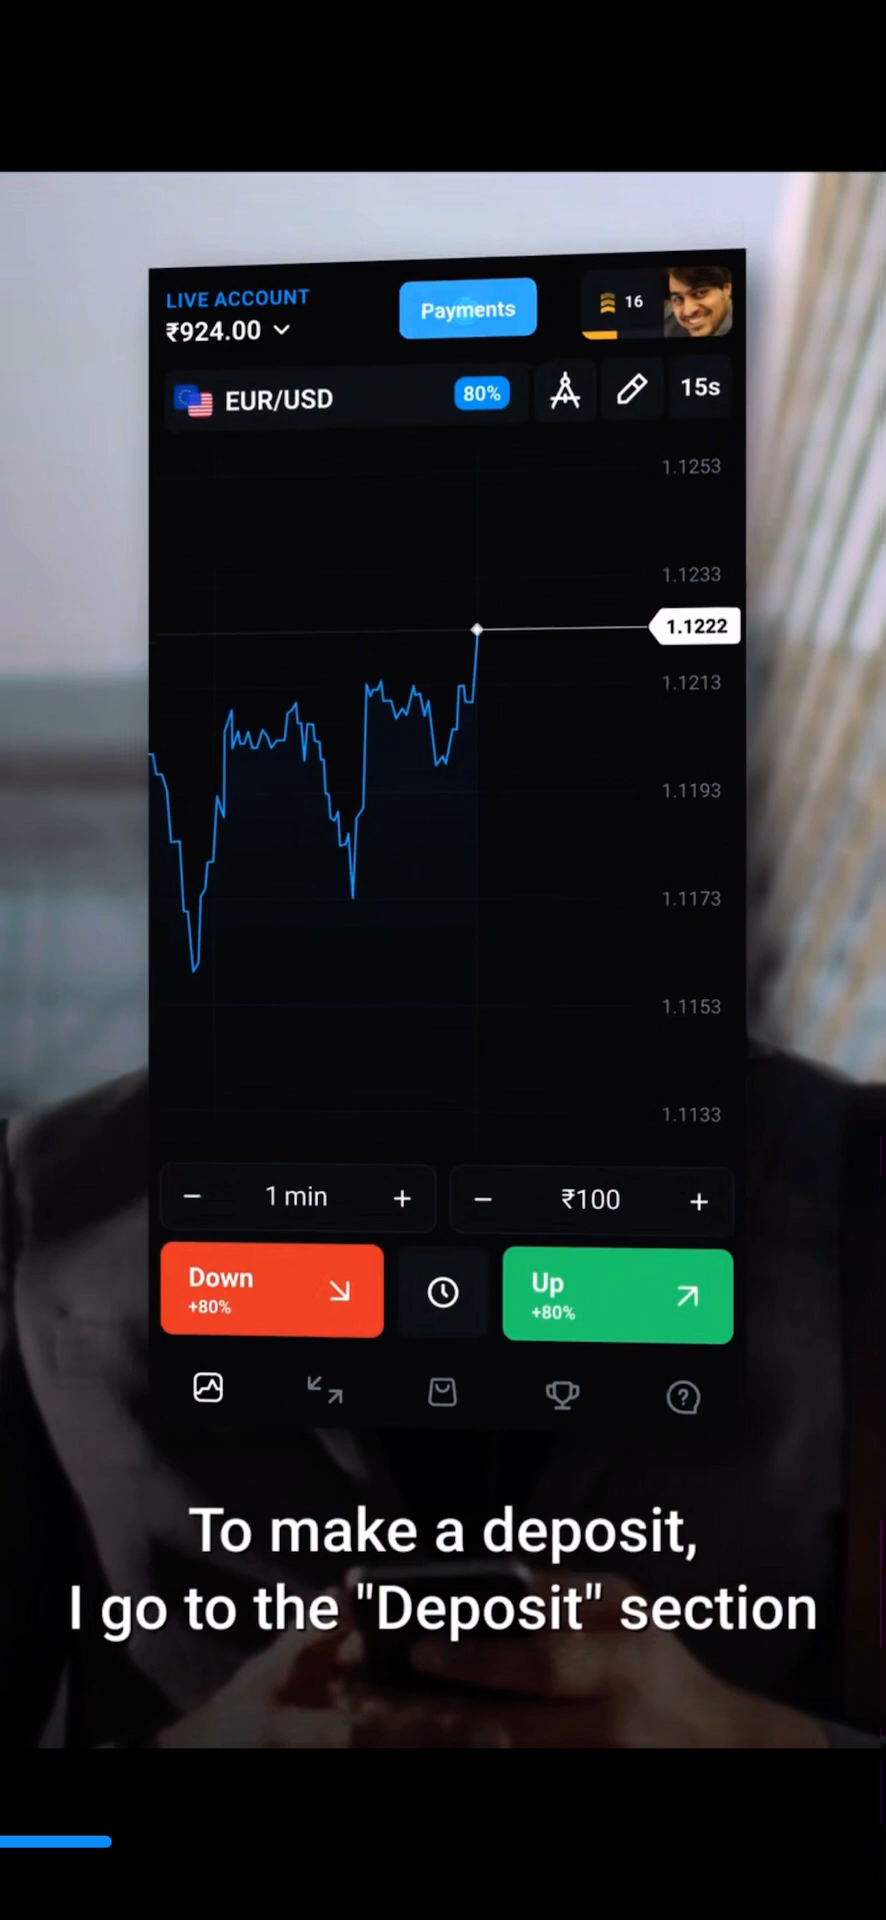 LIVE ACCOUNT
₹924.00
Payments
16
EUR/USD
80%
15s
1.1253
1.1233
1.1222
1.1213
1.1193
1.1173
1.1153
1.1133
− 1 min +
− ₹100 +
Down
+80%
Up
+80%
To make a deposit,
I go to the "Deposit" section